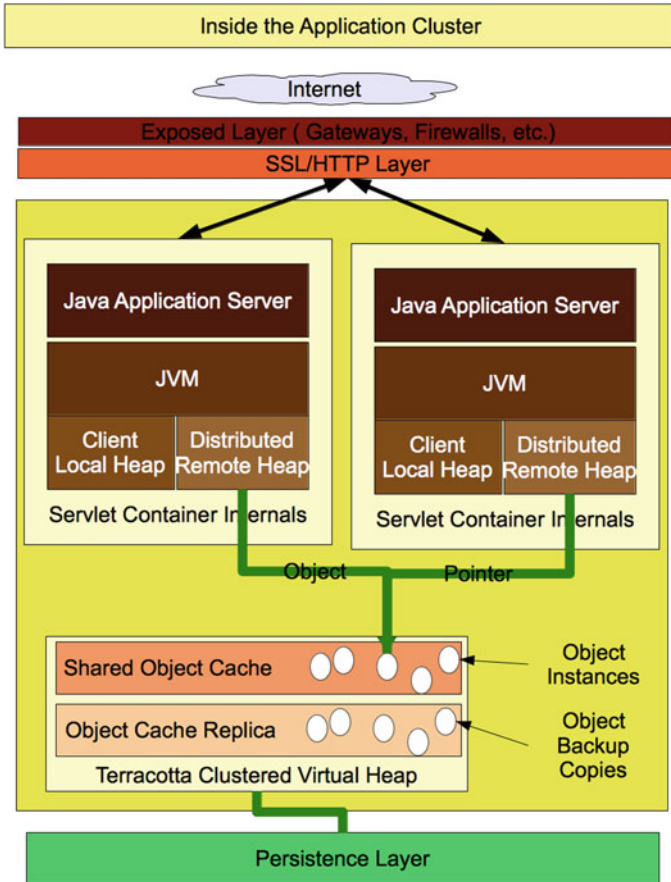 Inside the Application Cluster
Internet
Exposed Layer ( Gateways, Firewalls, etc.)
SSL/HTTP Layer
Java Application Server
JVM
Client
Local Heap
Distributed
Remote Heap
Servlet Container Internals
Java Application Server
JVM
Client
Local Heap
Distributed
Remote Heap
Servlet Container Internals
Object
Pointer
Shared Object Cache
Object
Instances
Object Cache Replica
Object
Backup
Copies
Terracotta Clustered Virtual Heap
Persistence Layer